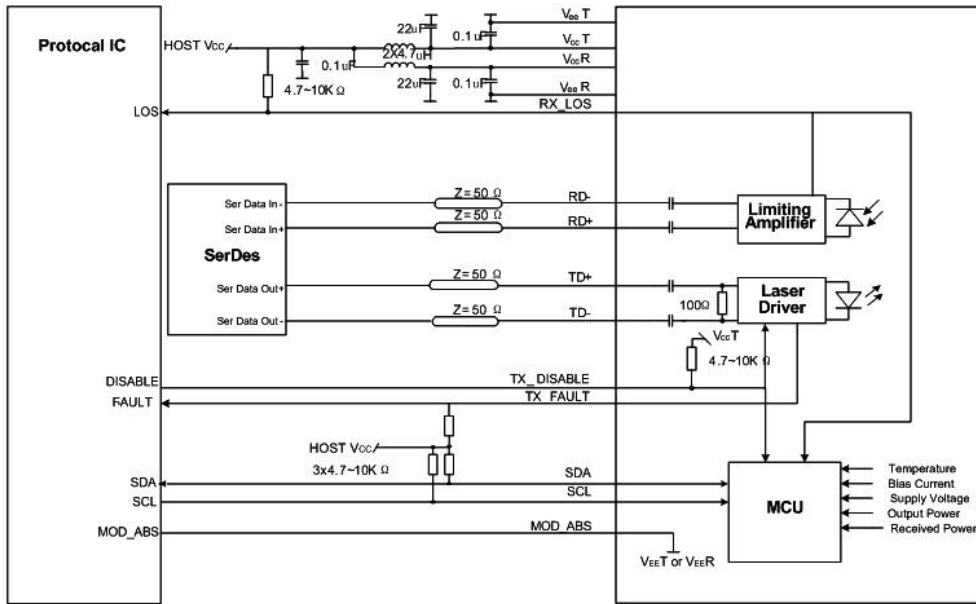 Protocal IC
HOST Vcc
22uF
0.1uF
Vee T
Vcc T
2X4.7uH
0.1uF
Vcc R
22uF
0.1uF
Vee R
4.7~10K Ω
LOS
RX_LOS
Z= 50 Ω
Ser Data In-
RD-
Z= 50 Ω
Ser Data In+
RD+
Limiting
Amplifier
SerDes
Z= 50 Ω
Ser Data Out+
TD+
Laser
Driver
100Ω
Z= 50 Ω
Ser Data Out-
TD-
VccT
4.7~10K Ω
DISABLE
TX_DISABLE
FAULT
TX_FAULT
HOST Vcc
3x4.7~10K Ω
SDA
SDA
SCL
SCL
MCU
Temperature
Bias Current
Supply Voltage
Output Power
Received Power
MOD_ABS
MOD_ABS
VEET or VEER